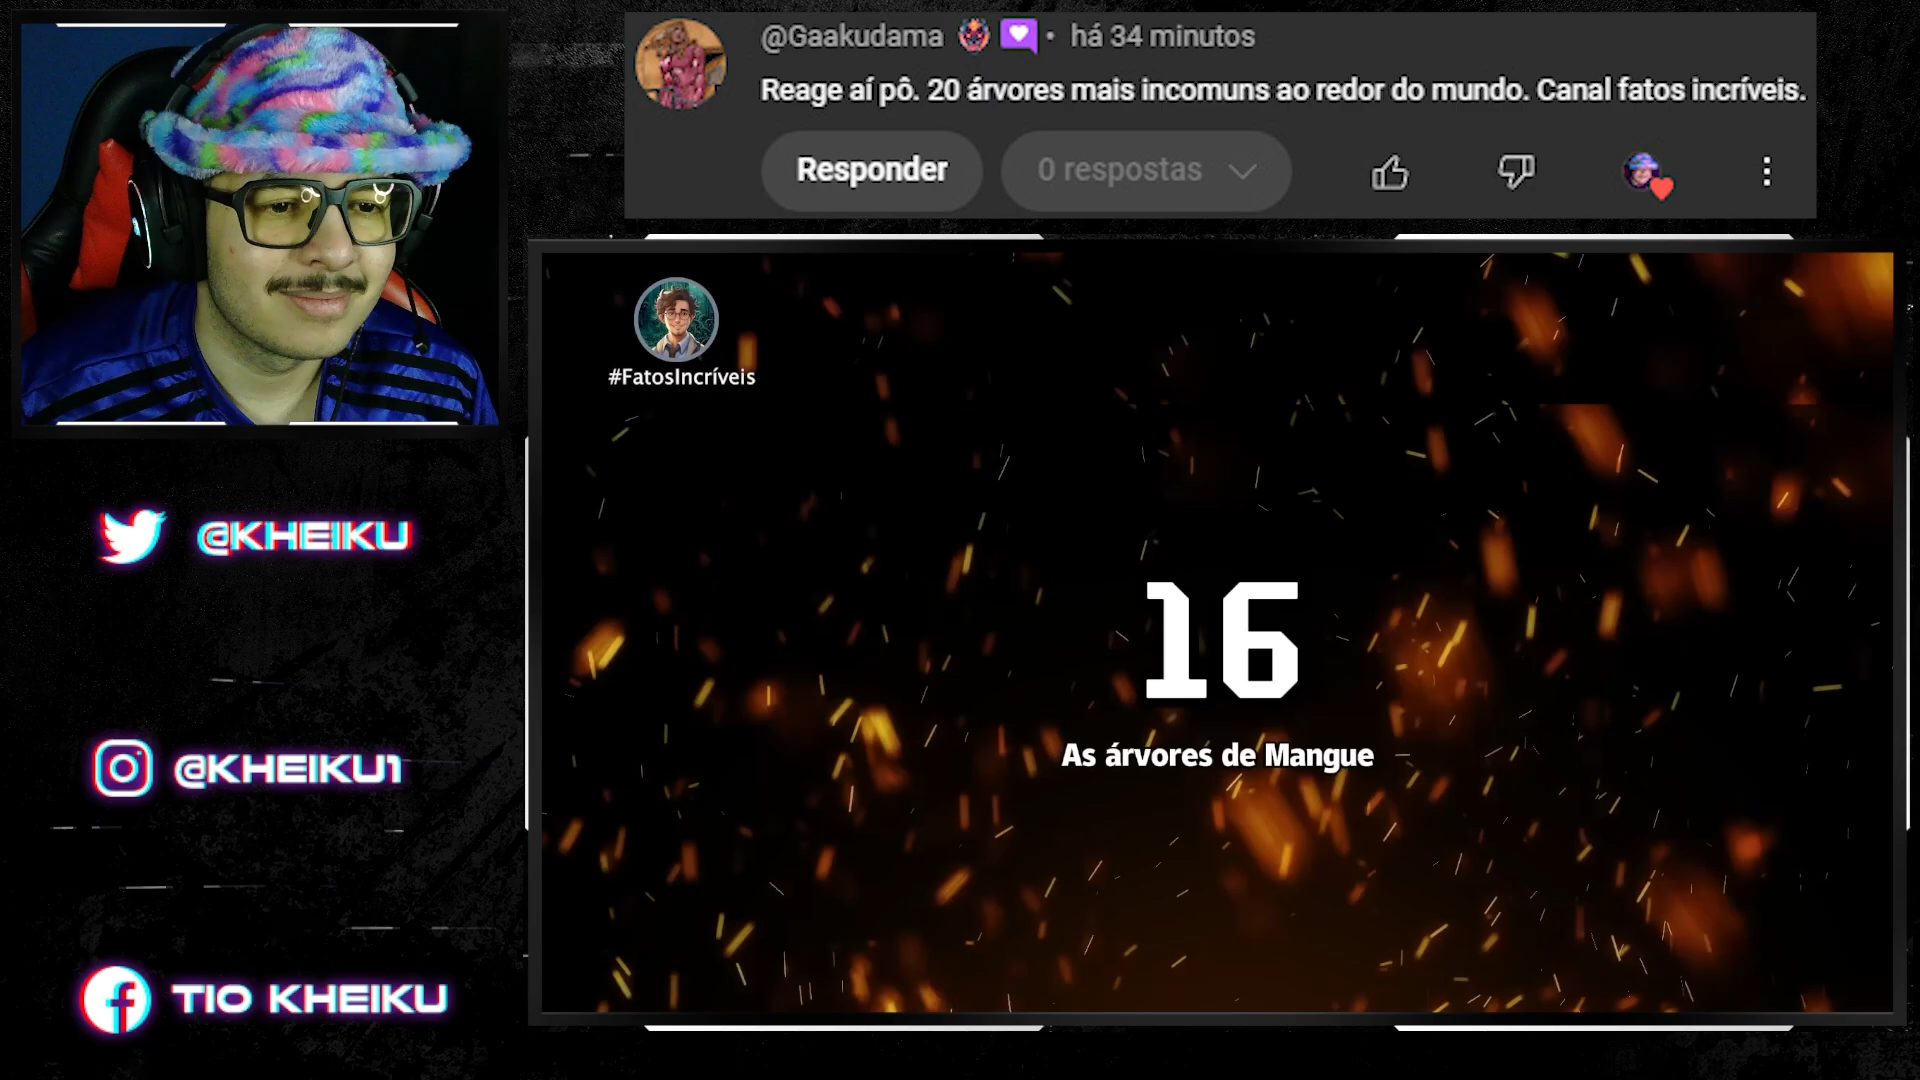 @Gaakudama • há 34 minutos
Reage aí pô. 20 árvores mais incomuns ao redor do mundo. Canal fatos incríveis.
Responder
0 respostas
#FatosIncríveis
16
As árvores de Mangue
@KHEIKU
@KHEIKU1
TIO KHEIKU